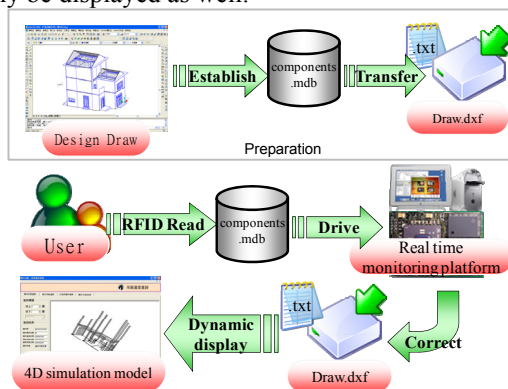 ly be displayed as well.
.txt
Establish
components
.mdb
Transfer
Draw.dxf
Design Draw
Preparation
RFID Read
components
.mdb
Drive
User
Real time
monitoring platform
.txt
Dynamic
display
Correct
4D simulation model
Draw.dxf